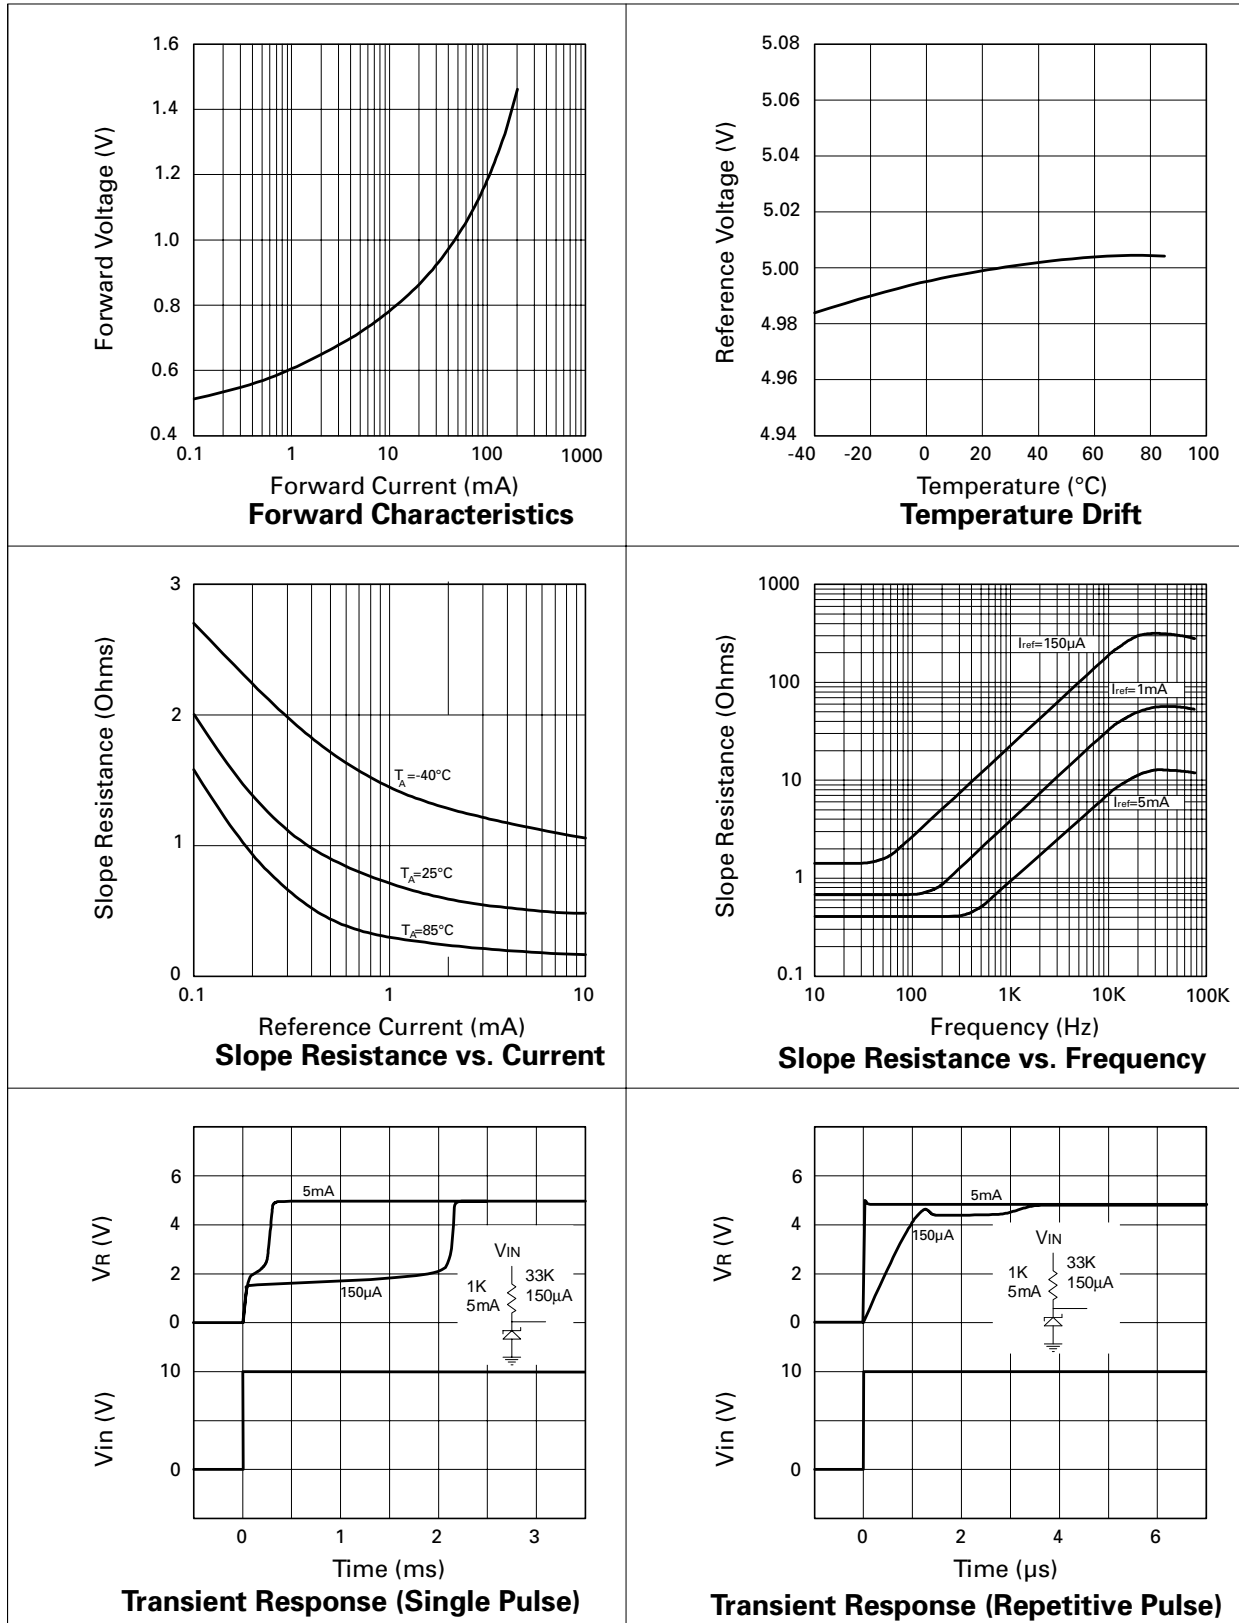 1.6
1.4
1.2
1.0
0.8
0.6
0.4
Forward Voltage (V)
0.1 1 10 100 1000
Forward Current (mA)
Forward Characteristics
5.08
5.06
5.04
5.02
5.00
4.98
4.96
4.94
Reference Voltage (V)
-40 -20 0 20 40 60 80 100
Temperature (°C)
Temperature Drift
3
2
1
0
Slope Resistance (Ohms)
TA=-40°C
TA=25°C
TA=85°C
0.1 1 10
Reference Current (mA)
Slope Resistance vs. Current
1000
100
10
1
0.1
Slope Resistance (Ohms)
Iref=150µA
Iref=1mA
Iref=5mA
10 100 1K 10K 100K
Frequency (Hz)
Slope Resistance vs. Frequency
6
4
2
0
VR (V)
5mA
150µA
VIN
1K
5mA
33K
150µA
10
0
Vin (V)
0 1 2 3
Time (ms)
Transient Response (Single Pulse)
6
4
2
0
VR (V)
5mA
150µA
VIN
1K
5mA
33K
150µA
10
0
Vin (V)
0 2 4 6
Time (µs)
Transient Response (Repetitive Pulse)